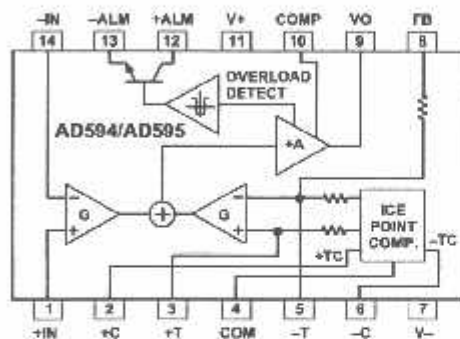 –IN –ALM +ALM V+ COMP VO FB
14 13 12 11 10 9 8
OVERLOAD
DETECT
AD594/AD595
+A
– –
G G
+ +
ICE
POINT
COMP.
+TC –TC
1 2 3 4 5 6 7
+IN +C +T COM –T –C V–